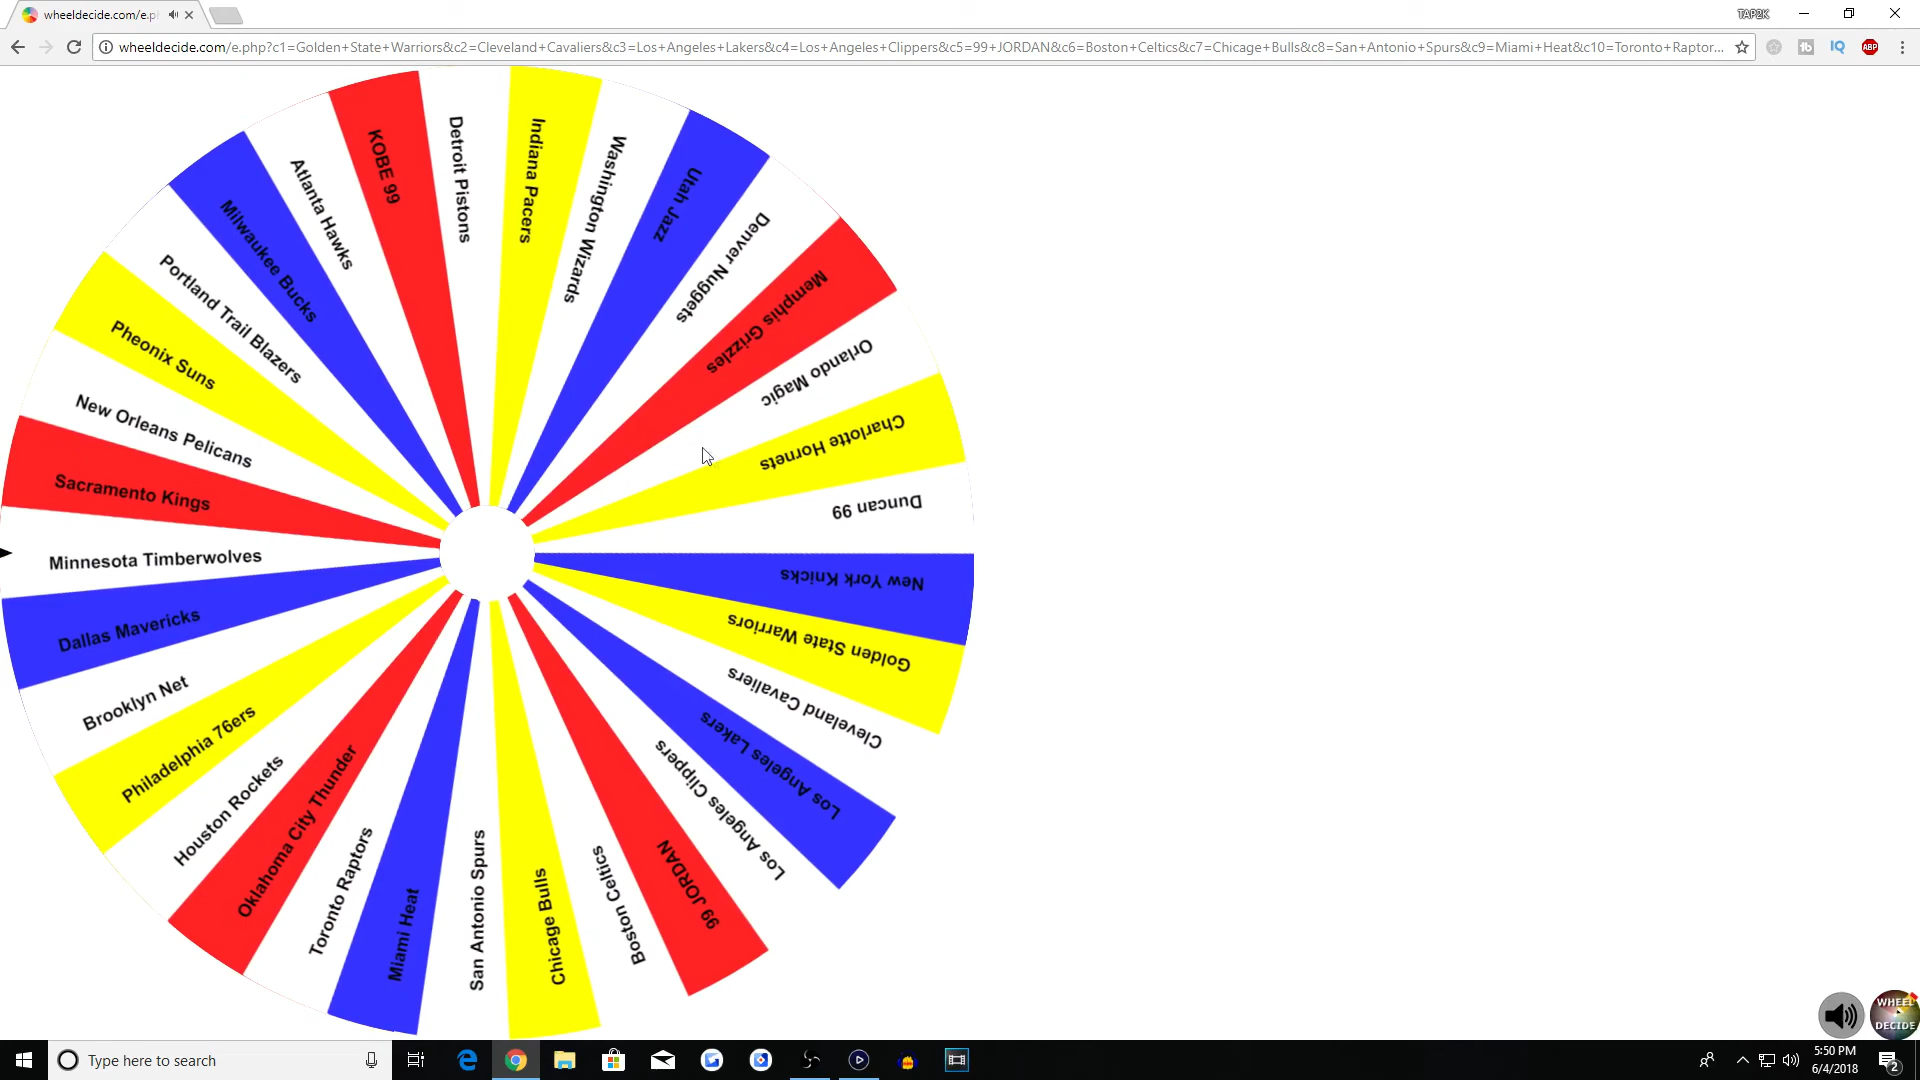 wheeldecide.com/e.p
TAP2K
wheeldecide.com/e.php?c1=Golden+State+Warriors&c2=Cleveland+Cavaliers&c3=Los+Angeles+Lakers&c4=Los+Angeles+Clippers&c5=99+JORDAN&c6=Boston+Celtics&c7=Chicago+Bulls&c8=San+Antonio+Spurs&c9=Miami+Heat&c10=Toronto+Raptor...
ABP
Indiana Pacers
Washington Wizards
Utah Jazz
Denver Nuggets
Memphis Grizzles
Orlando Magic
Charlotte Hornets
Duncan 99
New York Knicks
Golden State Warriors
Cleveland Cavaliers
Los Angeles Lakers
Los Angeles Clippers
99 JORDAN
Boston Celtics
Chicago Bulls
San Antonio Spurs
Miami Heat
Toronto Raptors
Oklahoma City Thunder
Houston Rockets
Philadelphia 76ers
Brooklyn Net
Dallas Mavericks
Minnesota Timberwolves
Sacramento Kings
New Orleans Pelicans
Pheonix Suns
Portland Trail Blazers
Milwaukee Bucks
Atlanta Hawks
KOBE 99
Detroit Pistons
WHEEL
DECIDE
Type here to search
5:50 PM
6/4/2018
2